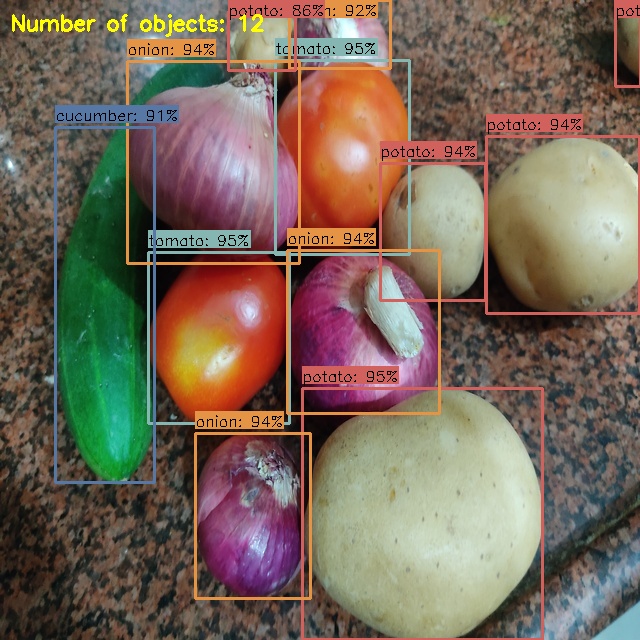 potato: 86%
n: 92%
pot
Number of objects: 12
onion: 94%
tomato: 95%
cucumber: 91%
potato: 94%
potato: 94%
tomato: 95%
onion: 94%
potato: 95%
onion: 94%